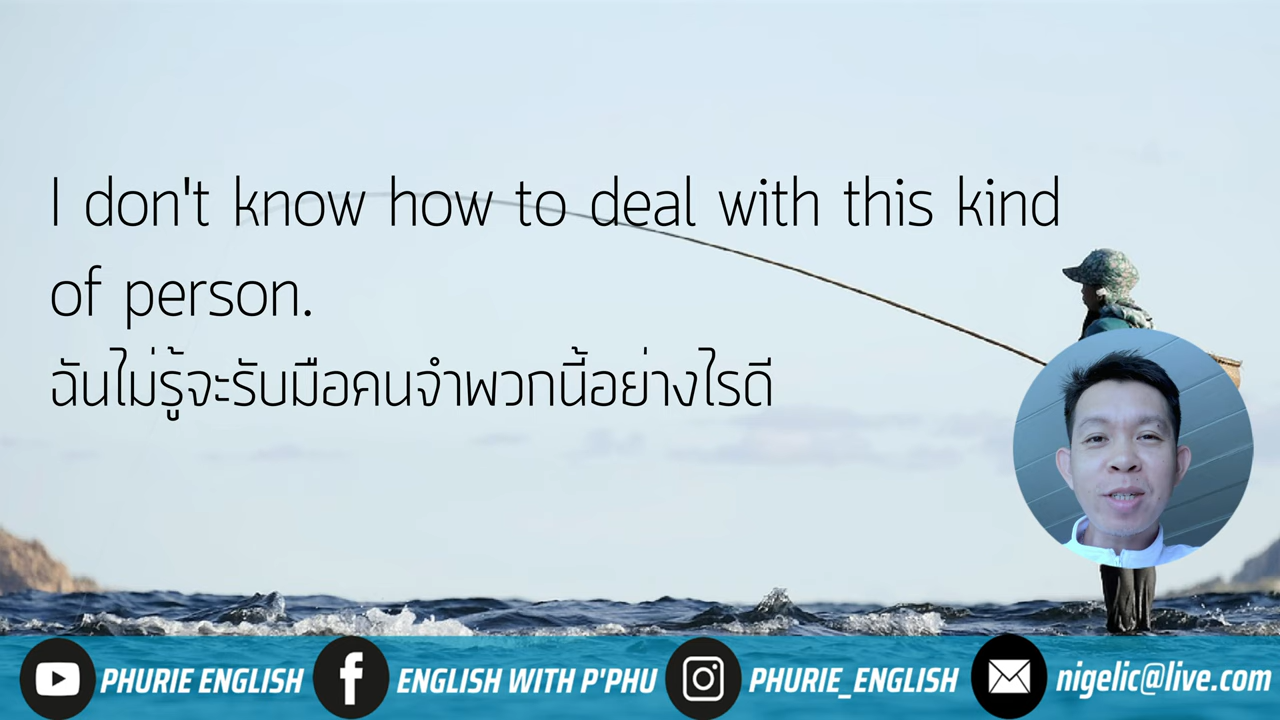 I don't know how to deal with this kind
of person.
ฉันไม่รู้จะรับมือคนจำพวกนี้อย่างไรดี
PHURIE ENGLISH ENGLISH WITH P'PHU PHURIE_ENGLISH nigelic@live.com